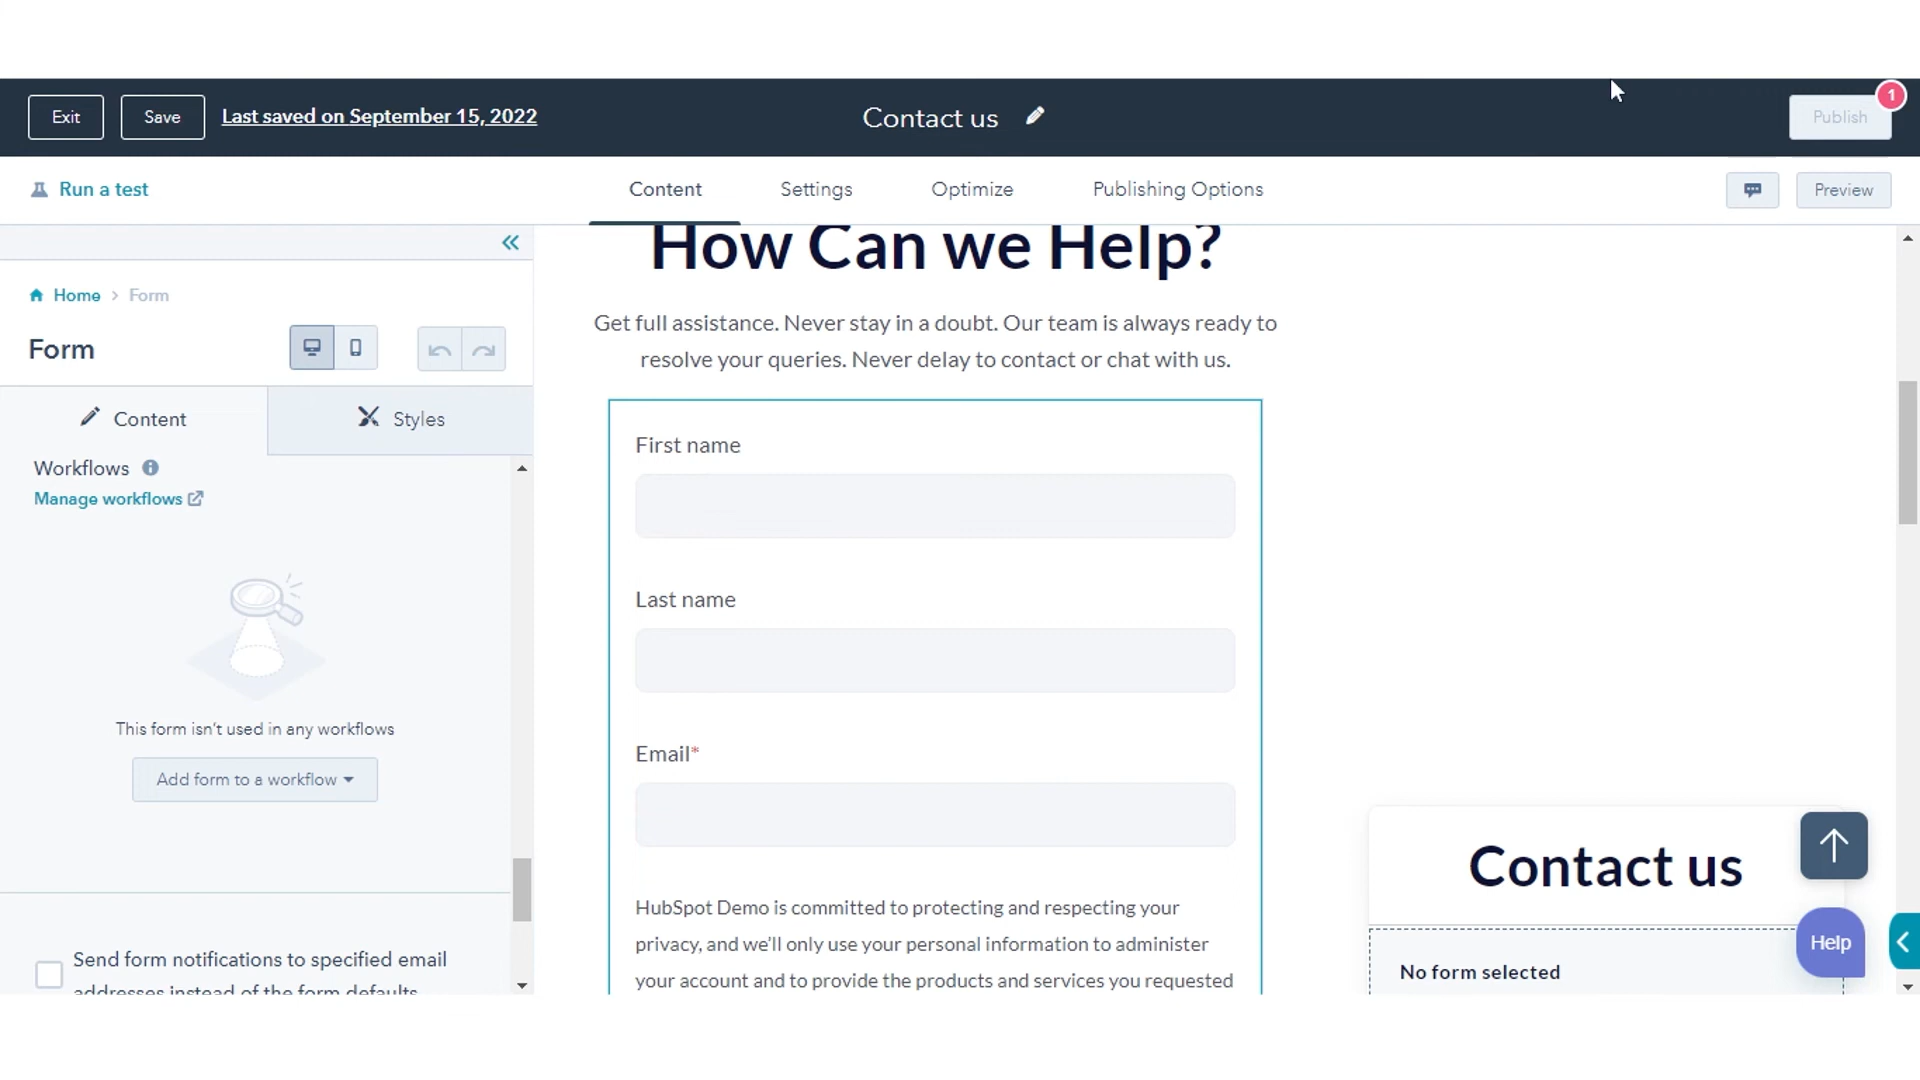 Exit
Save
Last saved on September 15, 2022
Contact us
Publish
1
Run a test
Content
Settings
Optimize
Publishing Options
Preview
Home
Form
Form
Content
Styles
Workflows
Manage workflows
This form isn't used in any workflows
Add form to a workflow
Send form notifications to specified email
addresses instead of the form defaults
How Can we Help?
Get full assistance. Never stay in a doubt. Our team is always ready to
resolve your queries. Never delay to contact or chat with us.
First name
Last name
Email*
HubSpot Demo is committed to protecting and respecting your
privacy, and we'll only use your personal information to administer
your account and to provide the products and services you requested
Contact us
No form selected
Help